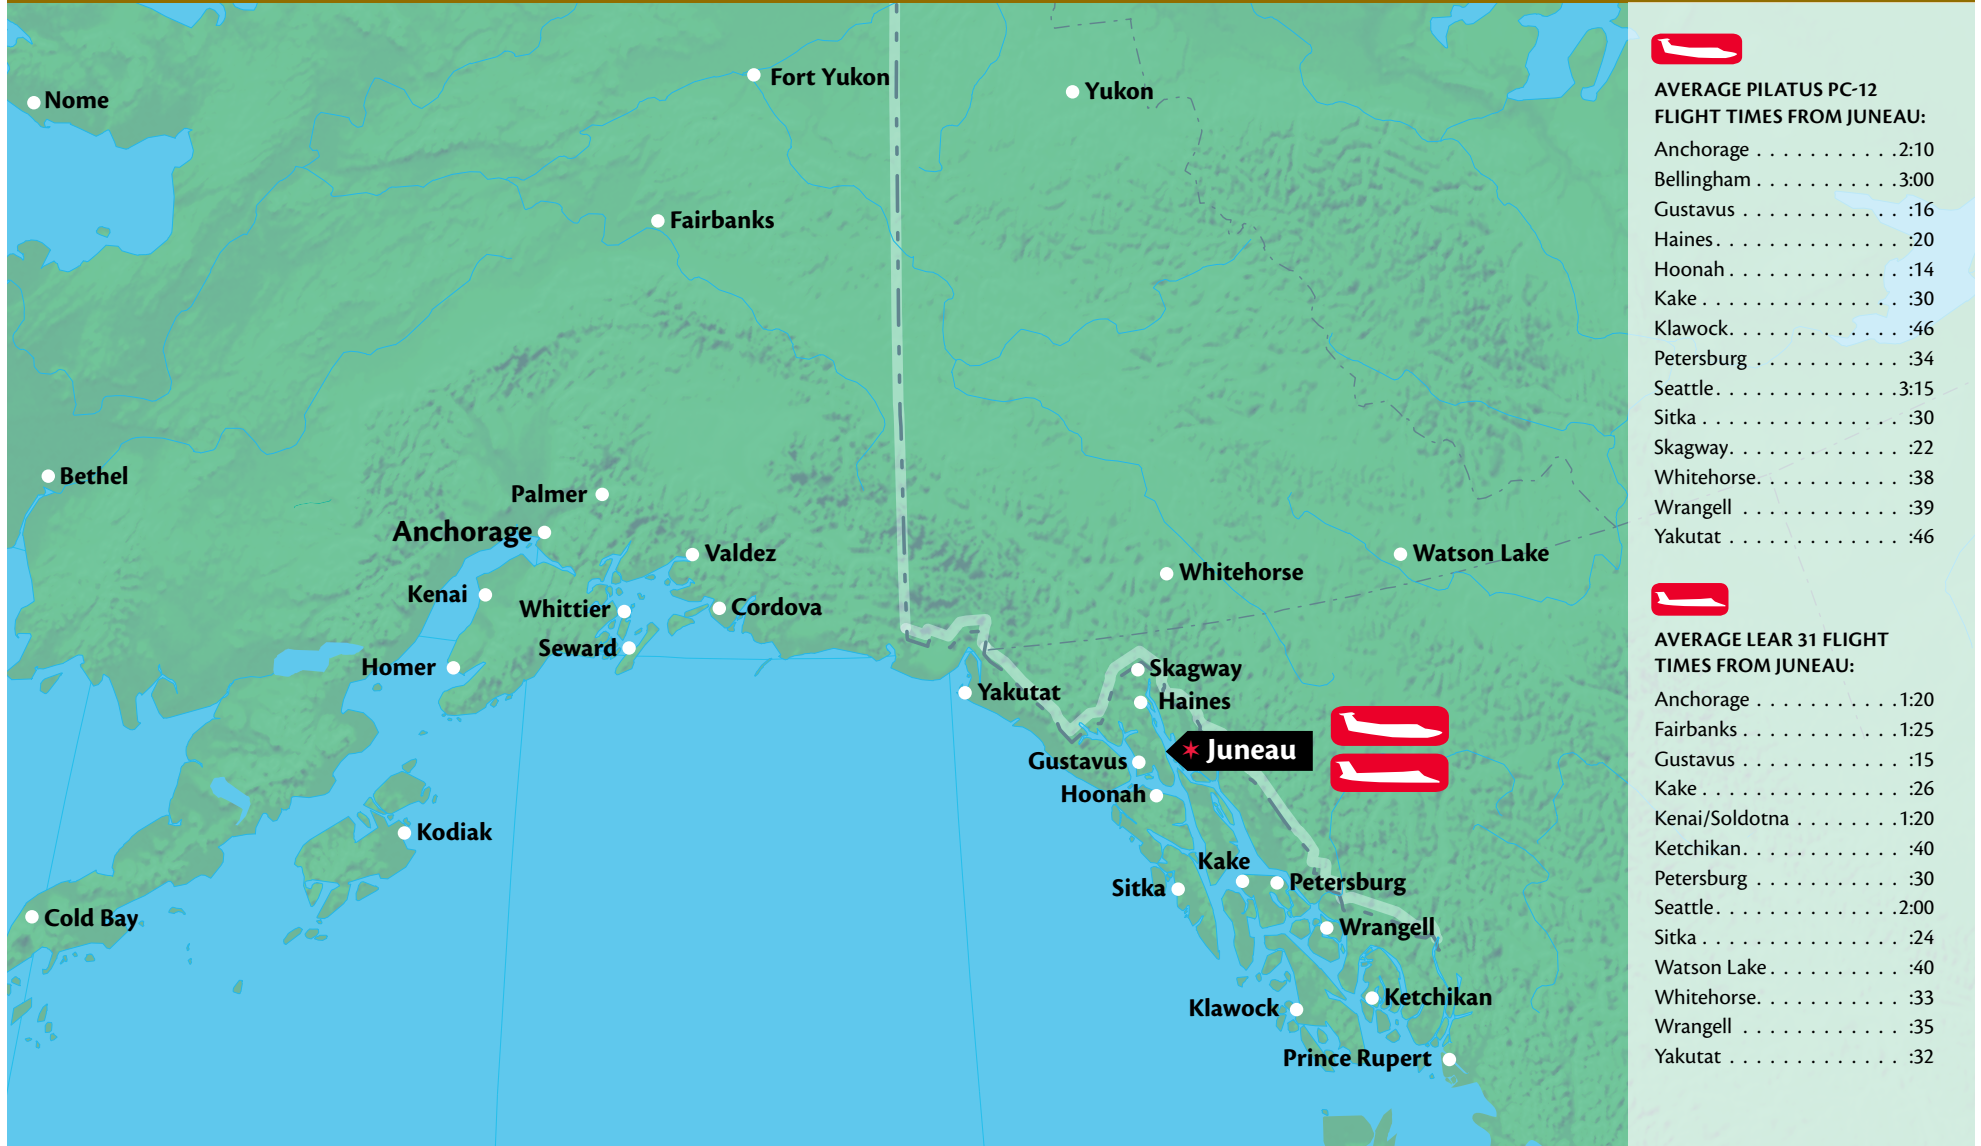 Fort Yukon
Yukon
Nome
Fairbanks
Bethel
Palmer
Anchorage
Valdez
Watson Lake
Whitehorse
Kenai
Whittier
Cordova
Seward
Homer
Skagway
Yakutat
Haines
Juneau
Gustavus
Hoonah
Kodiak
Kake
Sitka
Petersburg
Cold Bay
Wrangell
Ketchikan
Klawock
Prince Rupert
AVERAGE PILATUS PC-12
FLIGHT TIMES FROM JUNEAU:
Anchorage . . . . . . . . . . .2:10
Bellingham . . . . . . . . . . .3:00
Gustavus . . . . . . . . . . . . :16
Haines. . . . . . . . . . . . . . :20
Hoonah . . . . . . . . . . . . . :14
Kake . . . . . . . . . . . . . . . :30
Klawock. . . . . . . . . . . . . :46
Petersburg . . . . . . . . . . . :34
Seattle. . . . . . . . . . . . . .3:15
Sitka . . . . . . . . . . . . . . . :30
Skagway. . . . . . . . . . . . . :22
Whitehorse. . . . . . . . . . . :38
Wrangell . . . . . . . . . . . . :39
Yakutat . . . . . . . . . . . . . :46
AVERAGE LEAR 31 FLIGHT
TIMES FROM JUNEAU:
Anchorage . . . . . . . . . . .1:20
Fairbanks . . . . . . . . . . . .1:25
Gustavus . . . . . . . . . . . . :15
Kake . . . . . . . . . . . . . . . :26
Kenai/Soldotna . . . . . . . .1:20
Ketchikan. . . . . . . . . . . . :40
Petersburg . . . . . . . . . . . :30
Seattle. . . . . . . . . . . . . .2:00
Sitka . . . . . . . . . . . . . . . :24
Watson Lake. . . . . . . . . . :40
Whitehorse. . . . . . . . . . . :33
Wrangell . . . . . . . . . . . . :35
Yakutat . . . . . . . . . . . . . :32